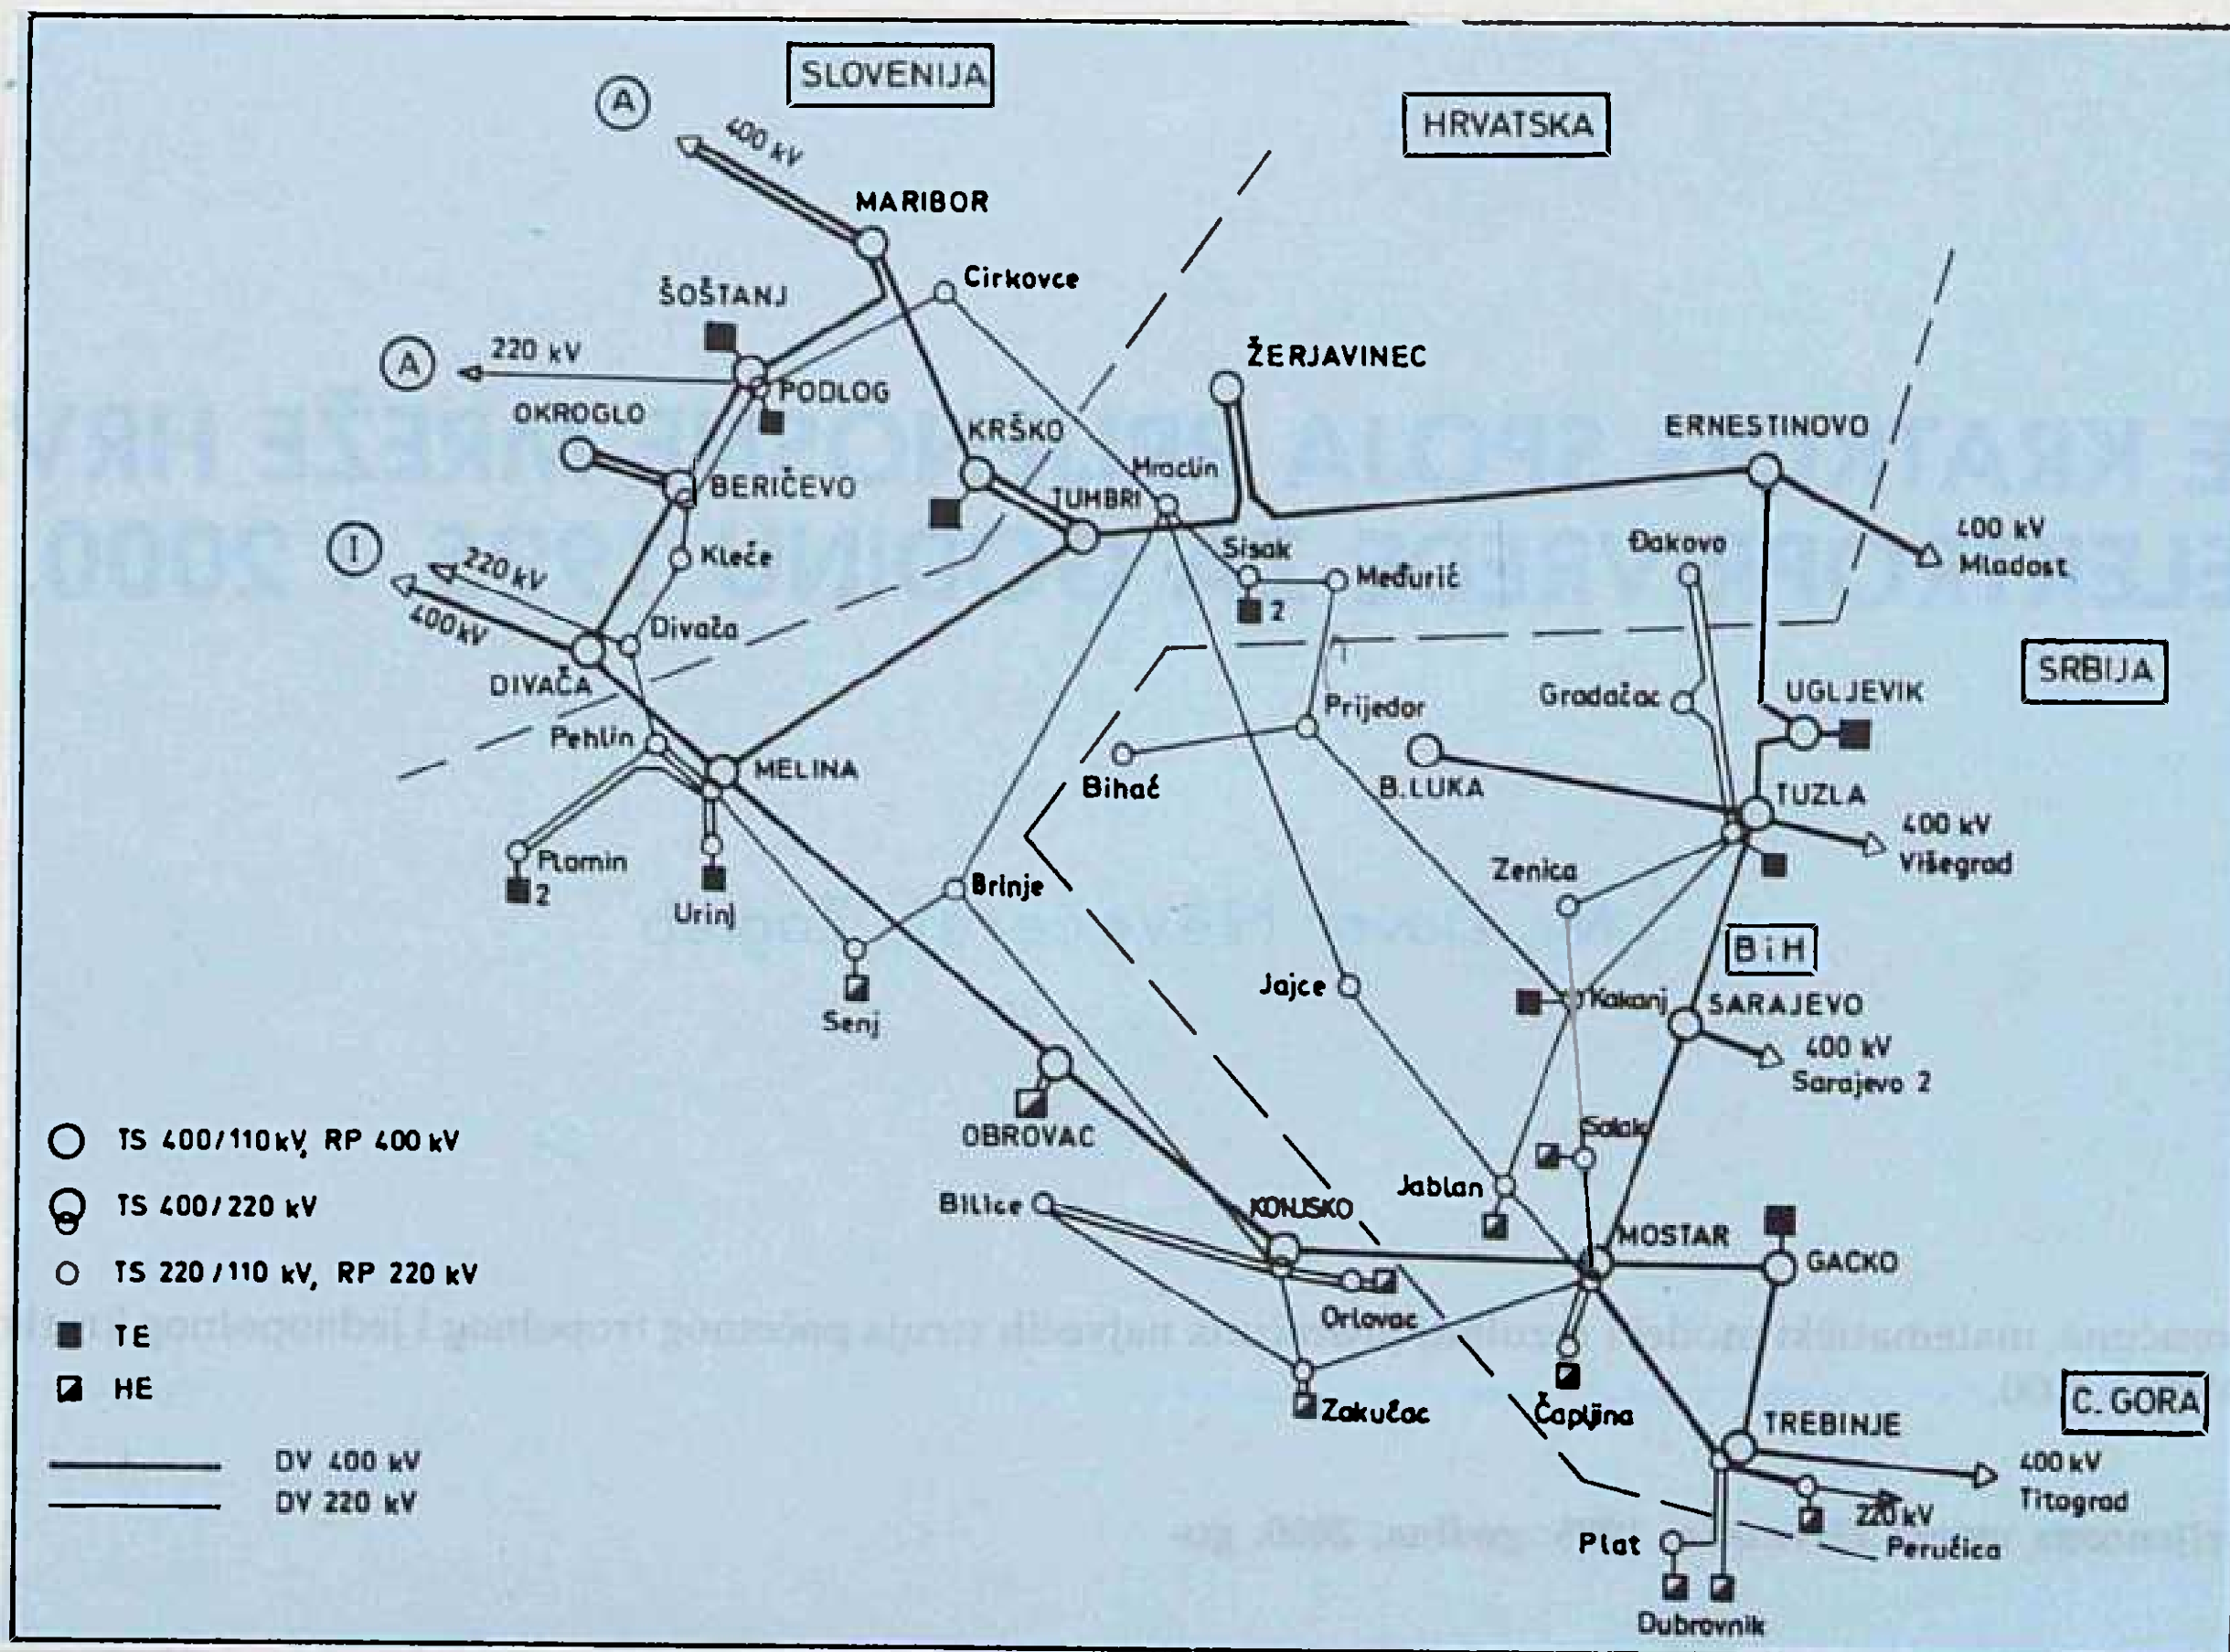 SLOVENIJA
HRVATSKA
A
400 kV
MARIBOR
Cirkovce
ŠOŠTANJ
A
220 kV
PODLOG
OKROGLO
ŽERJAVINEC
KRŠKO
ERNESTINOVO
BERIČEVO
Mraclin
TUMBRI
I
220 kV
400 kV
Kleče
Sisak
2
Međurić
Đakovo
400 kV
Mladost
Divača
DIVAČA
SRBIJA
Pehlin
MELINA
Prijedor
Gradačac
UGLJEVIK
Bihać
B.LUKA
TUZLA
400 kV
Višegrad
Plomin
2
Urinj
Brinje
Zenica
BiH
Senj
Jajce
Kakanj
SARAJEVO
400 kV
Sarajevo 2
OBROVAC
Salak
TS 400/110kV, RP 400 kV
TS 400/220 kV
TS 220/110 kV, RP 220 kV
TE
HE
DV 400 kV
DV 220 kV
Bilice
KONJSKO
Jablan
MOSTAR
GACKO
Orlovac
Zakučac
Čapljina
TREBINJE
C. GORA
400 kV
Titograd
220 kV
Perućica
Plat
Dubrovnik